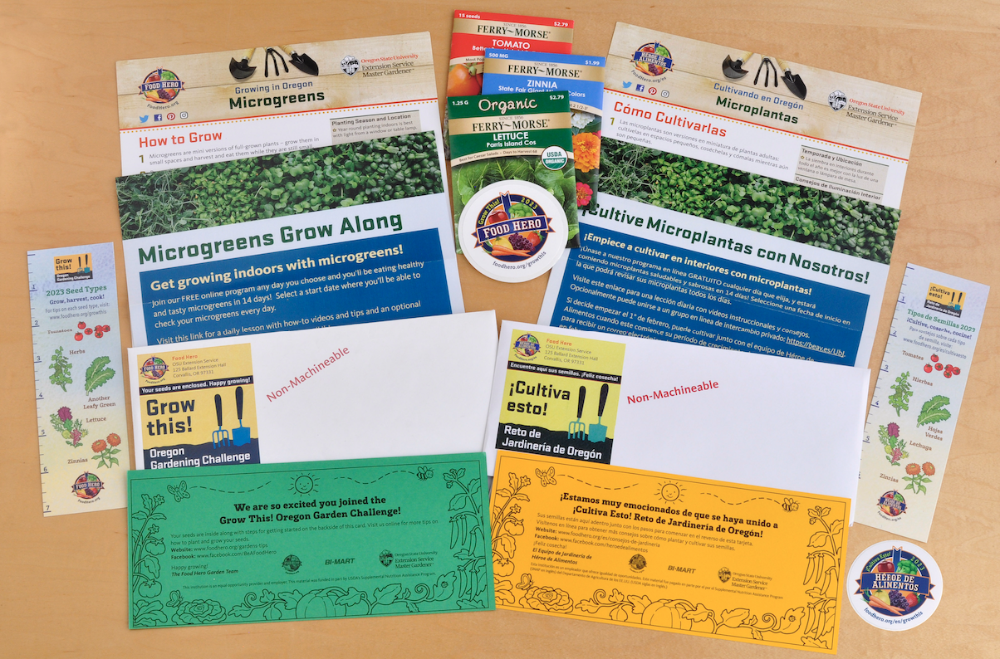 FOOD HERO
FoodHero.org
Growing in Oregon
Microgreens
Oregon State University
Extension Service
Master Gardener
How to Grow
1 Microgreens are mini versions of full-grown plants – grow them in
small spaces and harvest and eat them while they are still small.
Planting Season and Location
Year-round planting indoors is best
with light from a window or table lamp.
Microgreens Grow Along
Get growing indoors with microgreens!
Join our FREE online program any day you choose and you'll be eating healthy
and tasty microgreens in 14 days! Select a start date where you'll be able to
check your microgreens every day.
Visit this link for a daily lesson with how-to videos and tips and an optional
15 seeds
$2.79
SINCE 1856
FERRY~MORSE®
TOMATO
500 MG
$1.99
SINCE 1856
FERRY~MORSE®
ZINNIA
State Fair Giant
Colors
1.25 G
Organic
$2.79
SINCE 1856
FERRY~MORSE®
LETTUCE
Parris Island Cos
Best for Caesar Salads • Days to Harvest 68
USDA
ORGANIC
Grow This! 2023
FOOD HERO
foodhero.org/growthis
HÉROE DE
ALIMENTOS
FoodHero.org/es
Cultivando en Oregón
Microplantas
Oregon State University
Extension Service
Master Gardener
Cómo Cultivarlas
1 Las microplantas son versiones en miniatura de plantas adultas:
cultívelas en espacios pequeños, coséchelas y cómalas mientras aún
son pequeñas.
Temporada y Ubicación
La siembra en interiores durante
todo el año es mejor con la luz de una
ventana o lámpara de mesa.
Consejos de Iluminación Interior
¡Cultive Microplantas con Nosotros!
¡Empiece a cultivar en interiores con microplantas!
¡Únase a nuestro programa en línea GRATUITO cualquier día que elija, y estará
comiendo microplantas saludables y sabrosas en 14 días! Seleccione una fecha de inicio en
la que podrá revisar sus microplantas todos los días.
Visite este enlace para una lección diaria con videos instruccionales y consejos.
Opcionalmente puede unirse a un grupo en línea de intercambio privado: https://beav.es/UbJ.
Si decide empezar el 1° de febrero, puede cultivar junto con el equipo de Héroe de
Alimentos cuando este comience su período de
para recibir un correo
Grow
this!
Oregon
Gardening Challenge
2023 Seed Types
Grow, harvest, cook!
For tips on each seed type, visit:
www.foodhero.org/growthis
1
2
3
4
5
6
7
Tomatoes
Herbs
Another
Leafy Green
Lettuce
Zinnias
FOOD HERO
FoodHero.org
FOOD HERO
Food Hero
OSU Extension Service
125 Ballard Extension Hall
Corvallis, OR 97331
Your seeds are enclosed. Happy growing!
Grow
this!
Oregon
Gardening Challenge
Non-Machineable
Food Hero
OSU Extension Service
125 Ballard Extension Hall
Corvallis, OR 97331
Encuentre aquí sus semillas. ¡Feliz cosecha!
¡Cultiva
esto!
Reto de
Jardinería de Oregón
Non-Machineable
¡Cultiva
esto!
Reto de
Jardinería de Oregón
Tipos de Semillas 2023
¡Cultive, coseche, cocine!
Para consejos sobre cada tipo
de semilla, visite:
www.foodhero.org/cultivaesto
Tomates
Hierbas
Hojas
Verdes
Lechuga
Zinnias
We are so excited you joined the
Grow This! Oregon Garden Challenge!
Your seeds are inside along with steps for getting started on the backside of this card. Visit us online for more tips on
how to plant and grow your seeds.
Website: www.foodhero.org/gardens-tips
Facebook: www.facebook.com/BeAFoodHero
Happy growing!
The Food Hero Garden Team
BI-MART
Oregon State University
Extension Service
Master Gardener
This institution is an equal opportunity provider and employer. This material was funded in part by USDA's Supplemental Nutrition Assistance Program
¡Estamos muy emocionados de que se haya unido a
¡Cultiva Esto! Reto de Jardinería de Oregón!
Sus semillas están aquí adentro junto con los pasos para comenzar en el reverso de esta tarjeta.
Visítenos en línea para obtener más consejos sobre cómo plantar y cultivar sus semillas.
Website: www.foodhero.org/es/consejos-de-jardineria
Facebook: www.facebook.com/heroedealimentos
¡Feliz cosecha!
El Equipo de Jardinería de
Héroe de Alimentos
BI-MART
Oregon State University
Extension Service
Master Gardener
Cultiva Esto! 2023
HÉROE DE
ALIMENTOS
foodhero.org/es/growthis